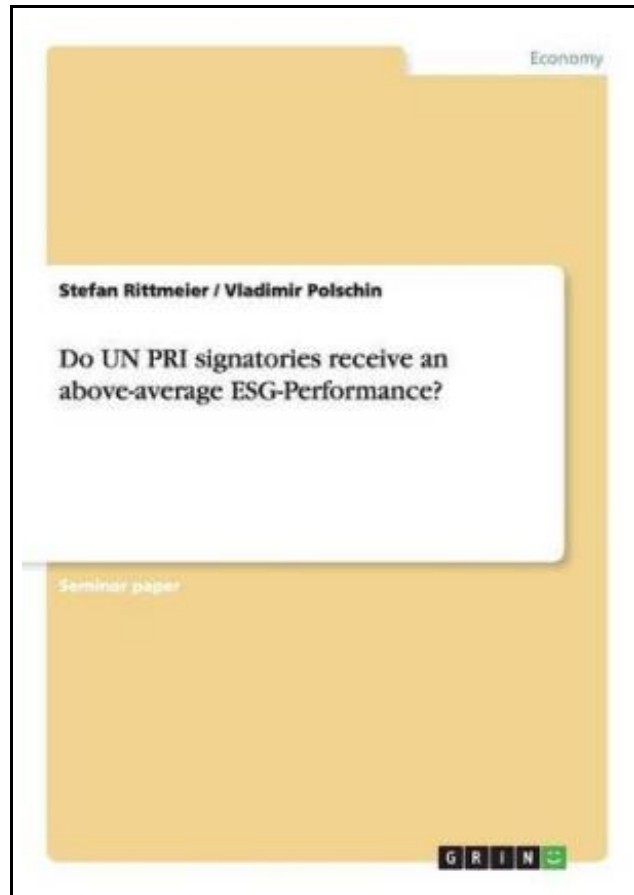 Economy
Stefan Rittmeier / Vladimir Polschin
Do UN PRI signatories receive an
above-average ESG-Performance?
Seminar paper
GRIN